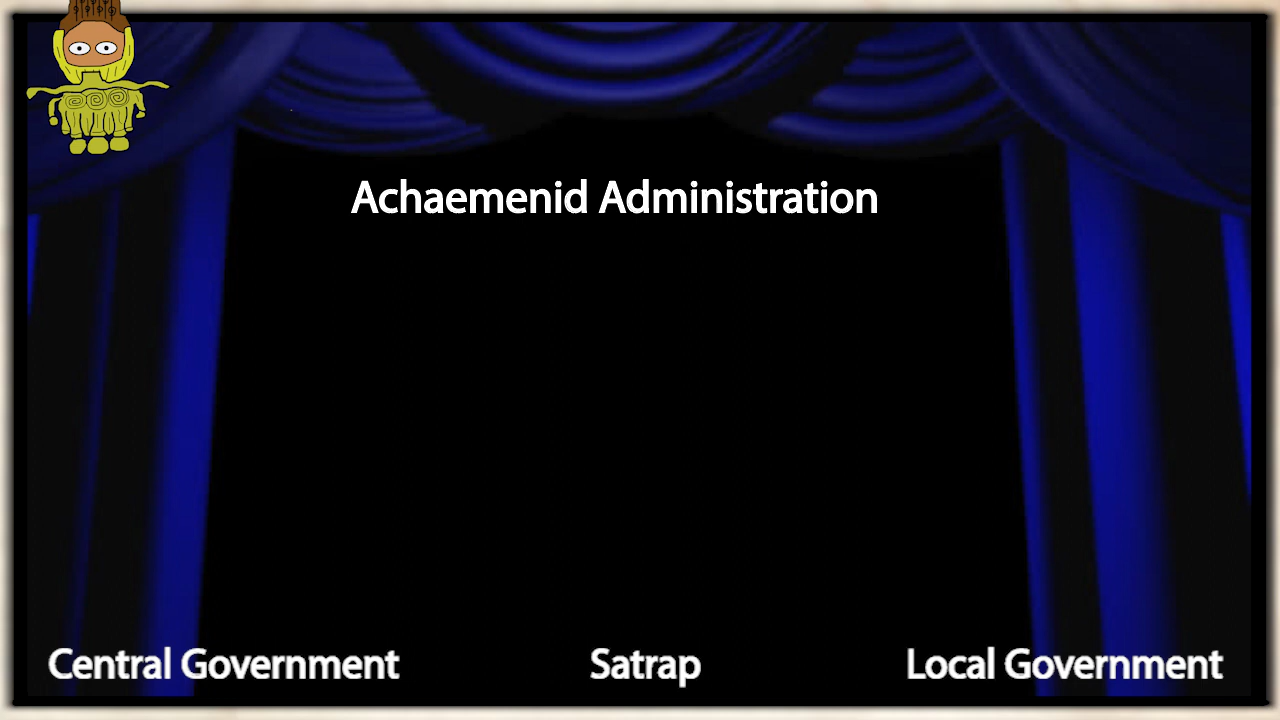 Achaemenid Administration
Central Government
Satrap
Local Government